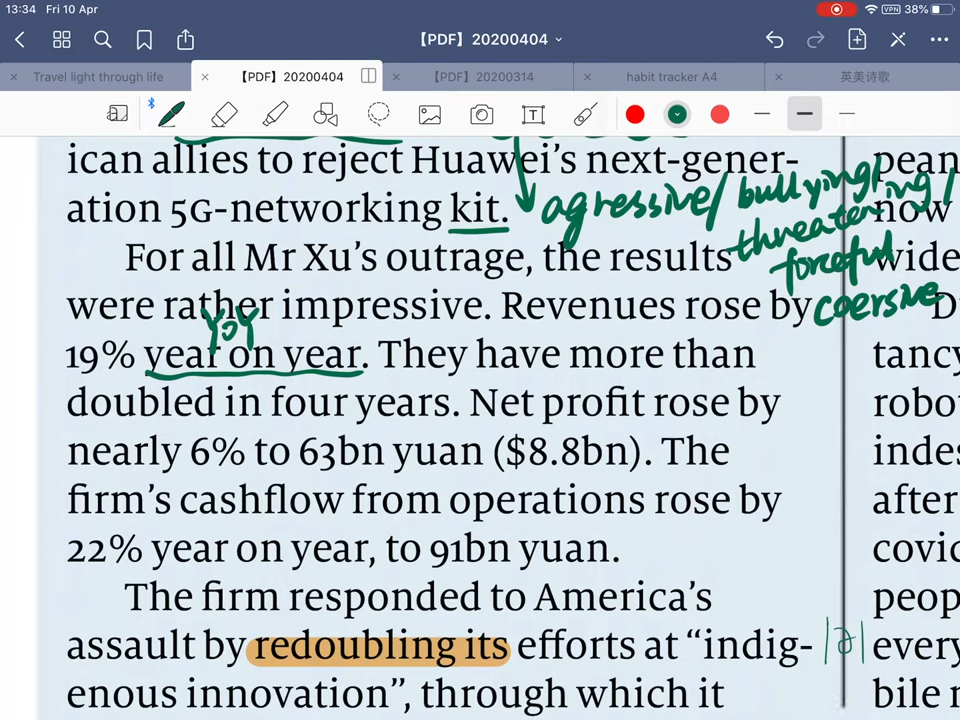 13:34 Fri 10 Apr
VPN 38%
【PDF】20200404
Travel light through life
【PDF】20200404
【PDF】20200314
habit tracker A4
英美诗歌
ican allies to reject Huawei's next-gener-
ation 5G-networking kit.
agressive/ bullying/
threatening/
forceful
coersive
For all Mr Xu's outrage, the results
were rather impressive. Revenues rose by
YoY
19% year on year. They have more than
doubled in four years. Net profit rose by
nearly 6% to 63bn yuan ($8.8bn). The
firm's cashflow from operations rose by
22% year on year, to 91bn yuan.
The firm responded to America's
assault by redoubling its efforts at “indig-
enous innovation”, through which it
pean
now
wide
D
tancy
robo
indes
after
covid
peop
every
bile